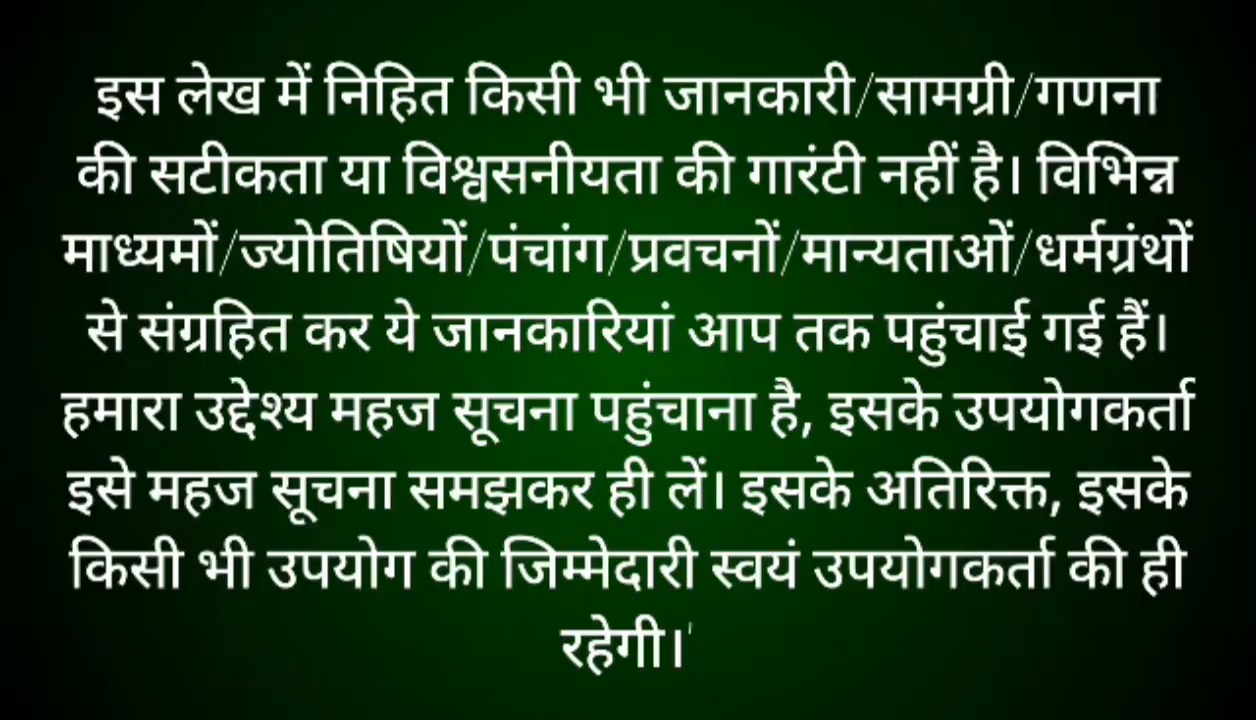 इस लेख में निहित किसी भी जानकारी/सामग्री/गणना
की सटीकता या विश्वसनीयता की गारंटी नहीं है। विभिन्न
माध्यमों/ज्योतिषियों/पंचांग/प्रवचनों/मान्यताओं/धर्मग्रंथों
से संग्रहित कर ये जानकारियां आप तक पहुंचाई गई हैं।
हमारा उद्देश्य महज सूचना पहुंचाना है, इसके उपयोगकर्ता
इसे महज सूचना समझकर ही लें। इसके अतिरिक्त, इसके
किसी भी उपयोग की जिम्मेदारी स्वयं उपयोगकर्ता की ही
रहेगी।'